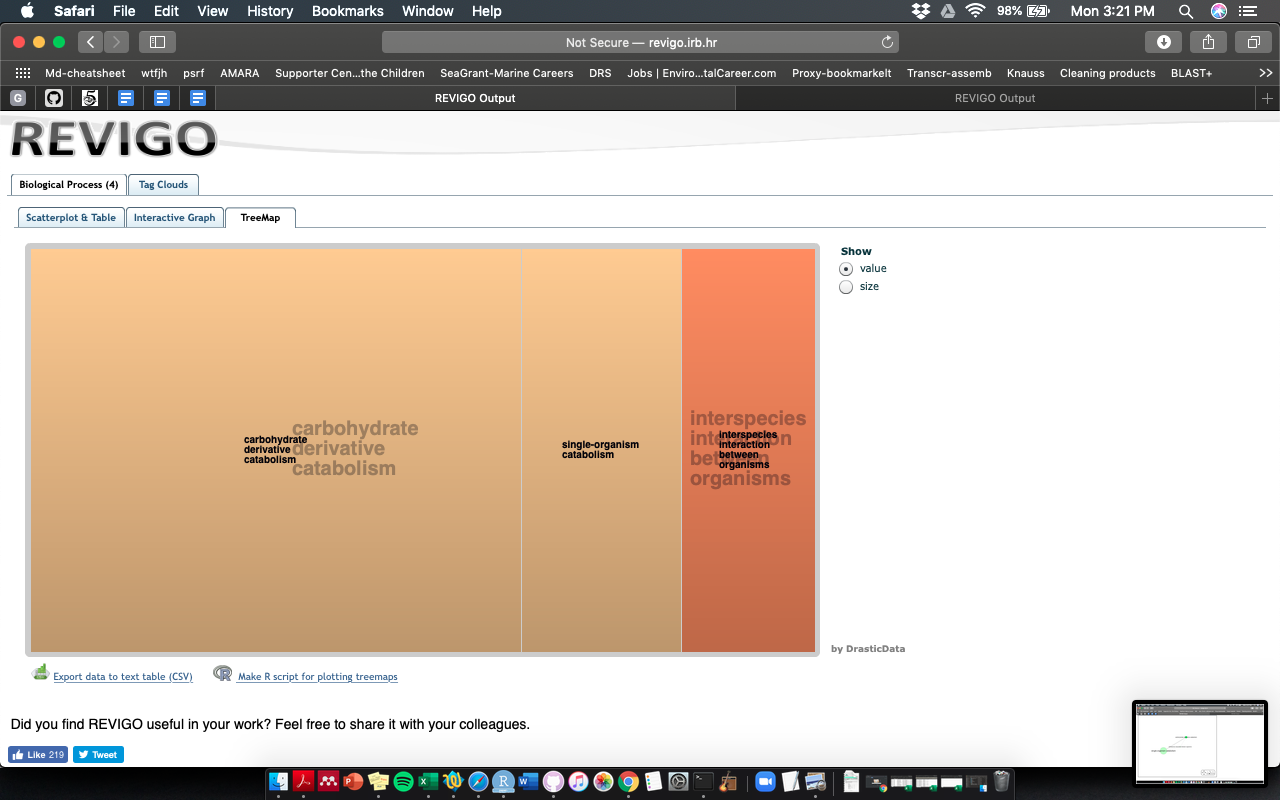 Safari File Edit View History Bookmarks Window Help 98% Mon 3:21 PM
Not Secure — revigo.irb.hr
Md-cheatsheet wtfjh psrf AMARA Supporter Cen...the Children SeaGrant-Marine Careers DRS Jobs | Enviro...talCareer.com Proxy-bookmarkelt Transcr-assemb Knauss Cleaning products BLAST+ >>
G REVIGO Output REVIGO Output +
REVIGO
Biological Process (4) Tag Clouds
Scatterplot & Table Interactive Graph TreeMap
Show
value
size
carbohydrate
derivative
catabolism
carbohydrate
derivative
catabolism
single-organism
catabolism
interspecies
interaction
between
organisms
interspecies
interaction
between
organisms
by DrasticData
Export data to text table (CSV) Make R script for plotting treemaps
Did you find REVIGO useful in your work? Feel free to share it with your colleagues.
Like 219 Tweet